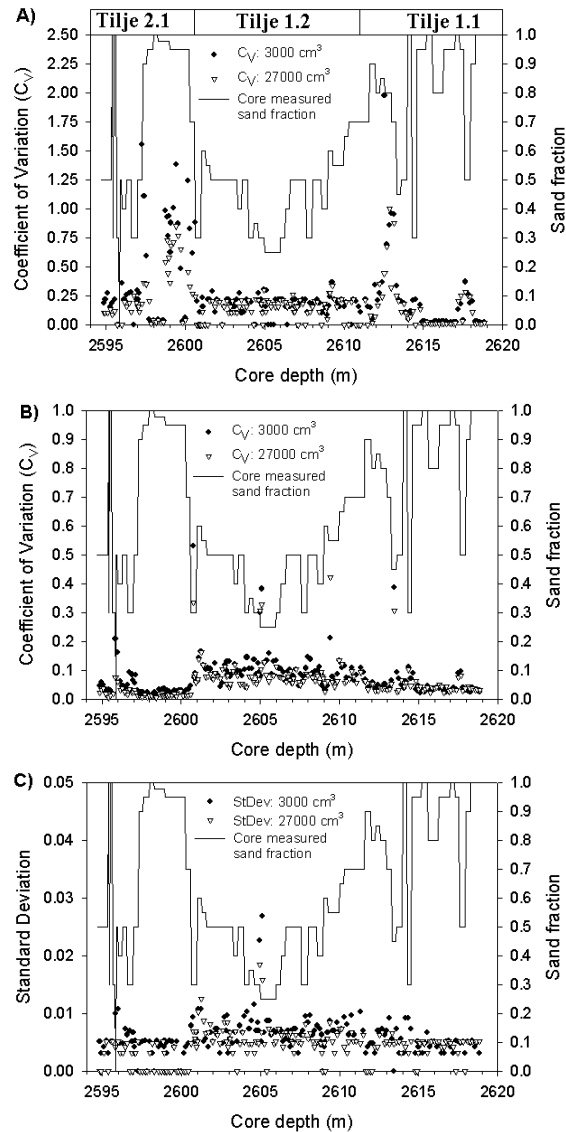 A)
Tilje 2.1 Tilje 1.2 Tilje 1.1
2.50 2.25 2.00 1.75 1.50 1.25 1.00 0.75 0.50 0.25 0.00
Coefficient of Variation (CV)
CV: 3000 cm3
CV: 27000 cm3
Core measured
sand fraction
1.0 0.9 0.8 0.7 0.6 0.5 0.4 0.3 0.2 0.1 0.0
Sand fraction
2595 2600 2605 2610 2615 2620
Core depth (m)
B)
1.0 0.9 0.8 0.7 0.6 0.5 0.4 0.3 0.2 0.1 0.0
Coefficient of Variation (CV)
CV: 3000 cm3
CV: 27000 cm3
Core measured
sand fraction
1.0 0.9 0.8 0.7 0.6 0.5 0.4 0.3 0.2 0.1 0.0
Sand fraction
2595 2600 2605 2610 2615 2620
Core depth (m)
C)
0.05 0.04 0.03 0.02 0.01 0.00
Standard Deviation
StDev: 3000 cm3
StDev: 27000 cm3
Core measured
sand fraction
1.0 0.9 0.8 0.7 0.6 0.5 0.4 0.3 0.2 0.1 0.0
Sand fraction
2595 2600 2605 2610 2615 2620
Core depth (m)